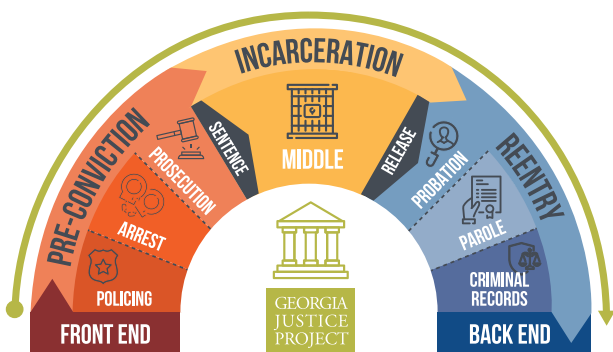 INCARCERATION
PRE-CONVICTION
REENTRY
PROSECUTION
SENTENCE
MIDDLE
RELEASE
PROBATION
ARREST
PAROLE
POLICING
CRIMINAL
RECORDS
FRONT END
GEORGIA
JUSTICE
PROJECT
BACK END